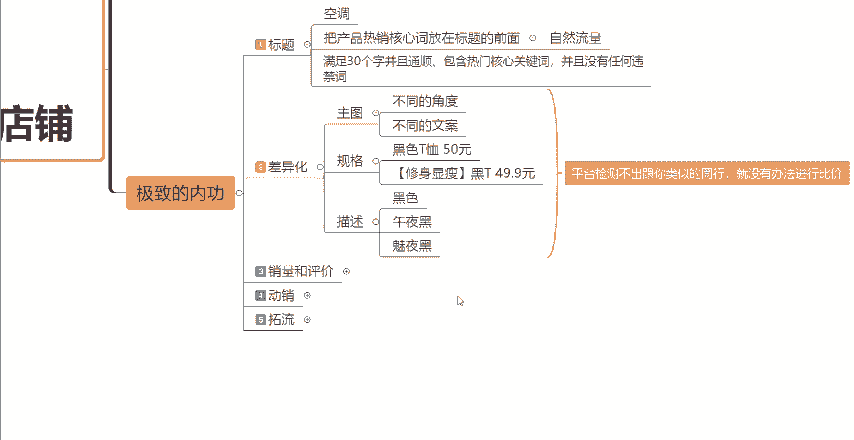 店铺
极致的内功
1 标题
空调
把产品热销核心词放在标题的前面
自然流量
满足30个字并且通顺、包含热门核心关键词，并且没有任何违
禁词
2 差异化
主图
不同的角度
不同的文案
规格
黑色T恤 50元
【修身显瘦】黑T 49.9元
描述
黑色
午夜黑
魅夜黑
平台检测不出跟你类似的同行，就没有办法进行比价
3 销量和评价
4 动销
5 拓流